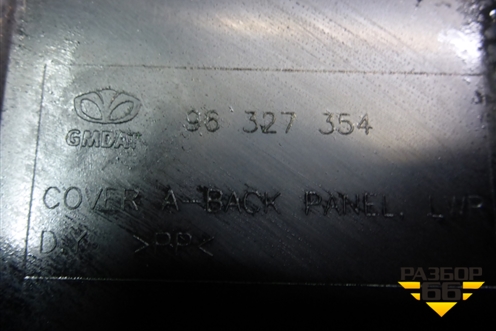 GMDAT 96 327 354
COVER A-BACK PANEL, L
>PP<
РАЗБОР
66